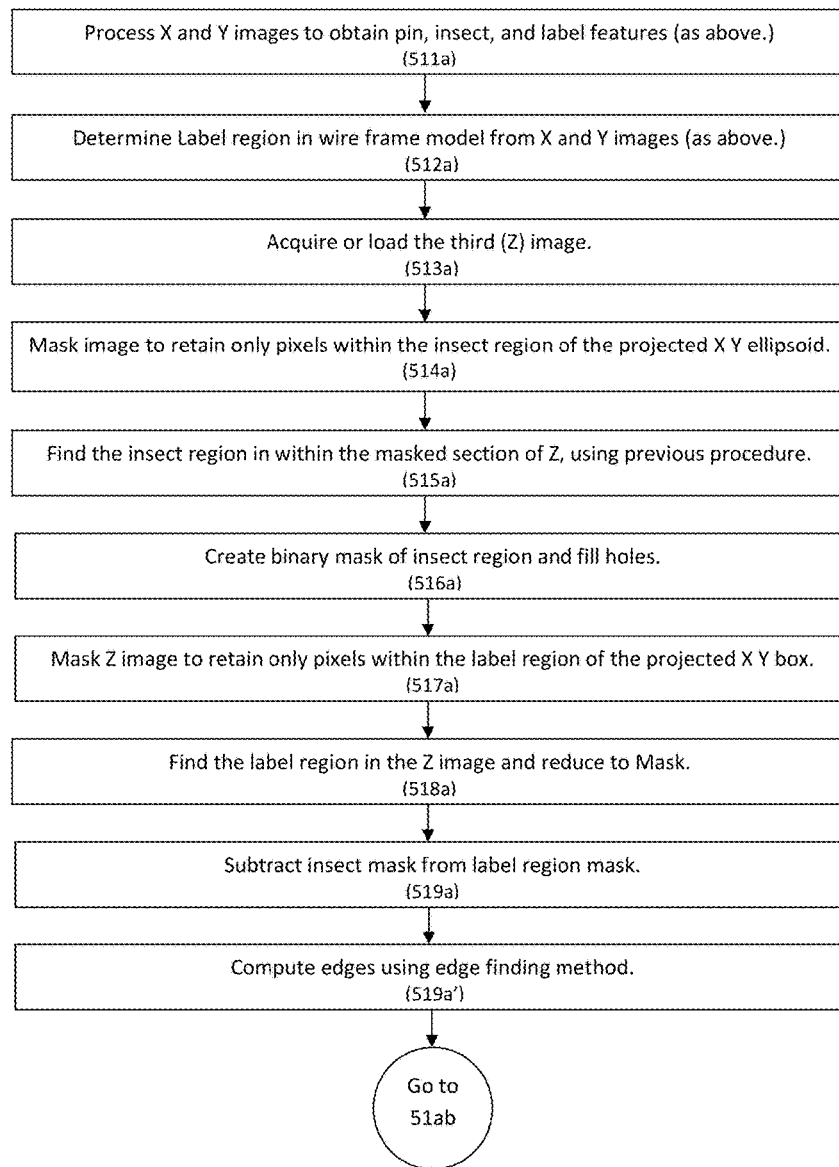 Process X and Y images to obtain pin, insect, and label features (as above.)
(511a)
Determine Label region in wire frame model from X and Y images (as above.)
(512a)
Acquire or load the third (Z) image.
(513a)
Mask image to retain only pixels within the insect region of the projected X Y ellipsoid.
(514a)
Find the insect region in within the masked section of Z, using previous procedure.
(515a)
Create binary mask of insect region and fill holes.
(516a)
Mask Z image to retain only pixels within the label region of the projected X Y box.
(517a)
Find the label region in the Z image and reduce to Mask.
(518a)
Subtract insect mask from label region mask.
(519a)
Compute edges using edge finding method.
(519a')
Go to
51ab